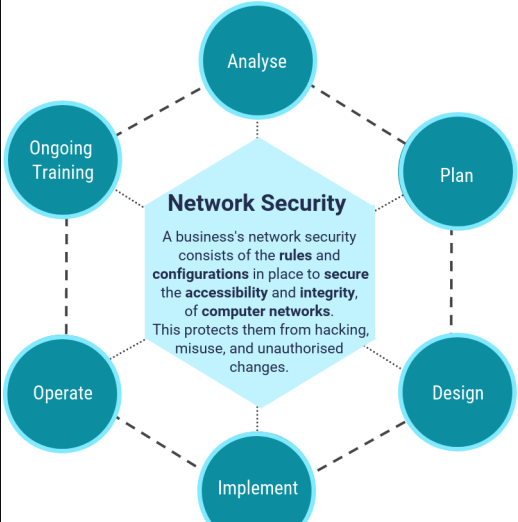 Analyse
Ongoing
Training
Plan
Network Security
A business's network security
consists of the rules and
configurations in place to secure
the accessibility and integrity,
of computer networks.
This protects them from hacking,
misuse, and unauthorised
changes.
Operate
Design
Implement